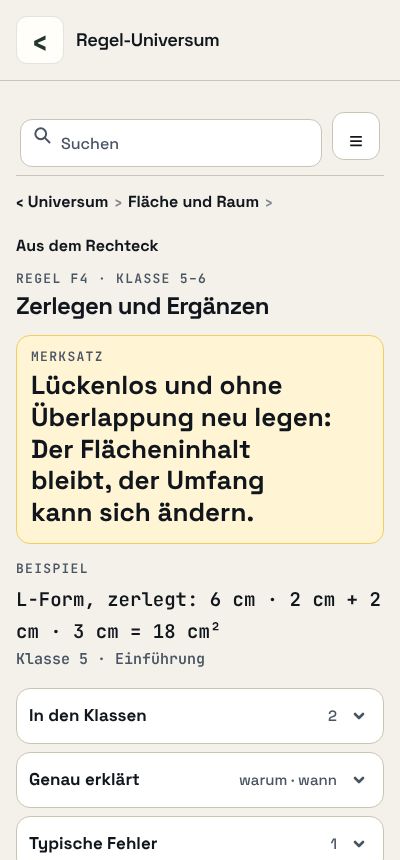 < Regel-Universum
Suchen ≡
< Universum > Fläche und Raum >
Aus dem Rechteck
REGEL F4 · KLASSE 5–6
Zerlegen und Ergänzen
MERKSATZ
Lückenlos und ohne
Überlappung neu legen:
Der Flächeninhalt
bleibt, der Umfang
kann sich ändern.
BEISPIEL
L-Form, zerlegt: 6 cm · 2 cm + 2
cm · 3 cm = 18 cm²
Klasse 5 · Einführung
In den Klassen 2
Genau erklärt warum · wann
Typische Fehler 1